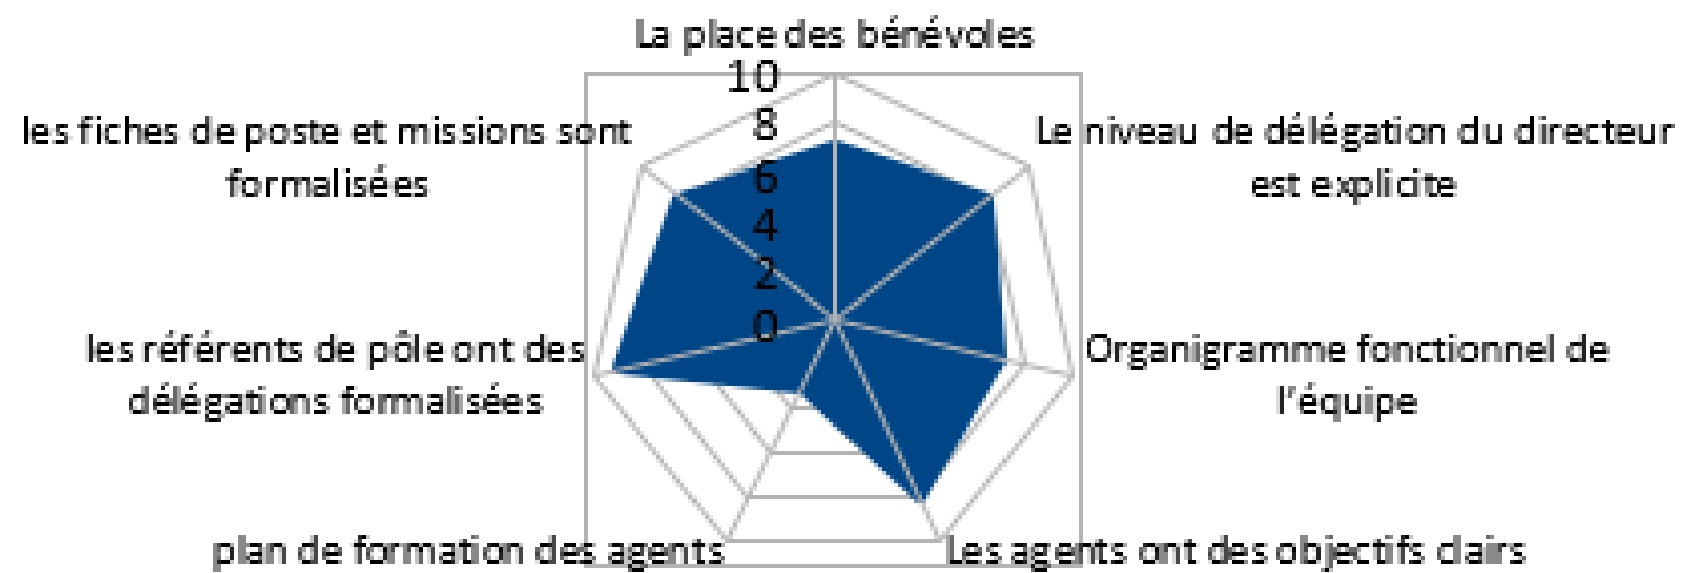 La place des bénévoles
10
8
6
4
2
0
Le niveau de délégation du directeur
est explicite
Organigramme fonctionnel de
l'équipe
Les agents ont des objectifs clairs
plan de formation des agents
les référents de pôle ont des
délégations formalisées
les fiches de poste et missions sont
formalisées